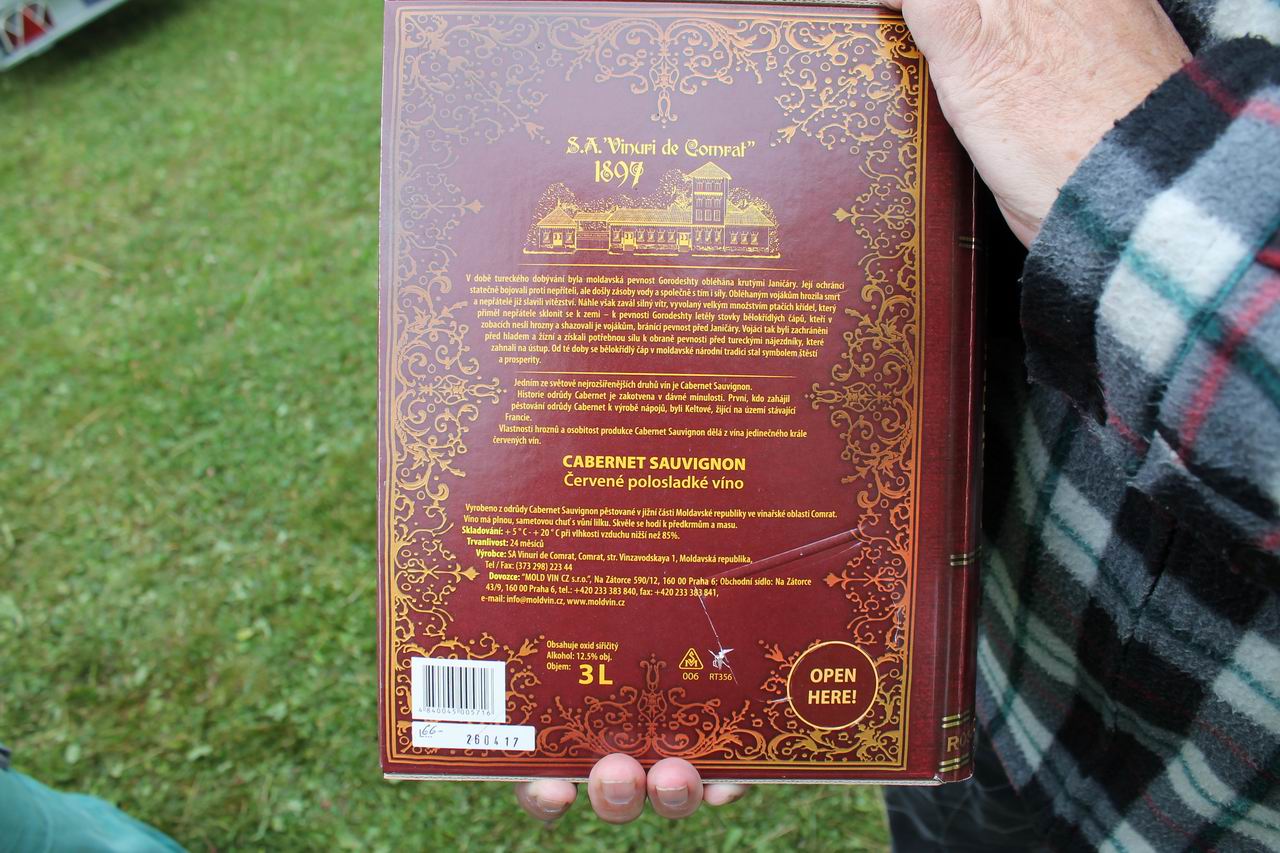 S.A. "Vinuri de Comrat"
1897
V době tureckého dobývání byla moldavská pevnost Gorodeshty obléhána krutými Janičáry. Její ochránci
statečně bojovali proti nepříteli, ale došly zásoby vody a společně s tím i síly. Obléhaným vojákům hrozila smrt
a nepřátelé již slavili vítězství. Náhle však zavál silný vítr, vyvolaný velkým množstvím ptačích křídel, který
přiměl nepřátele sklonit se k zemi – k pevnosti Gorodeshty letěly stovky bělokřídlých čápů, kteří v
zobacích nesli hrozny a shazovali je vojákům, bránící pevnost před Janičáry. Vojáci tak byli zachráněni
před hladem a žízní a získali potřebnou sílu k obraně pevnosti před tureckými nájezdníky, které
zahnali na ústup. Od té doby se bělokřídlý čáp v moldavské národní tradici stal symbolem štěstí
a prosperity.
Jedním ze světově nejrozšířenějších druhů vín je Cabernet Sauvignon.
Historie odrůdy Cabernet je zakotvena v dávné minulosti. První, kdo zahájil
pěstování odrůdy Cabernet k výrobě nápojů, byli Keltové, žijící na území stávající
Francie.
Vlastnosti hroznů a osobitost produkce Cabernet Sauvignon dělá z vína jedinečného krále
červených vín.
CABERNET SAUVIGNON
Červené polosladké víno
Vyrobeno z odrůdy Cabernet Sauvignon pěstované v jižní části Moldavské republiky ve vinařské oblasti Comrat.
Víno má plnou, sametovou chuť s vůní lilku. Skvěle se hodí k předkrmům a masu.
Skladování: + 5 ° C - + 20 ° C při vlhkosti vzduchu nižší než 85%.
Trvanlivost: 24 měsíců
Výrobce: SA Vinuri de Comrat, Comrat, str. Vinzavodskaya 1, Moldavská republika,
Tel / Fax: (373 298) 223 44
Dovozce: "MOLD VIN CZ s.r.o.", Na Zátorce 590/12, 160 00 Praha 6; Obchodní sídlo: Na Zátorce
43/9, 160 00 Praha 6, tel.: +420 233 383 840, fax: +420 233 383 841,
e-mail: info@moldvin.cz, www.moldvin.cz
Obsahuje oxid siřičitý
Alkohol: 12.5% obj.
Objem: 3 L
006 RT356
OPEN
HERE!
4840045005716
260417